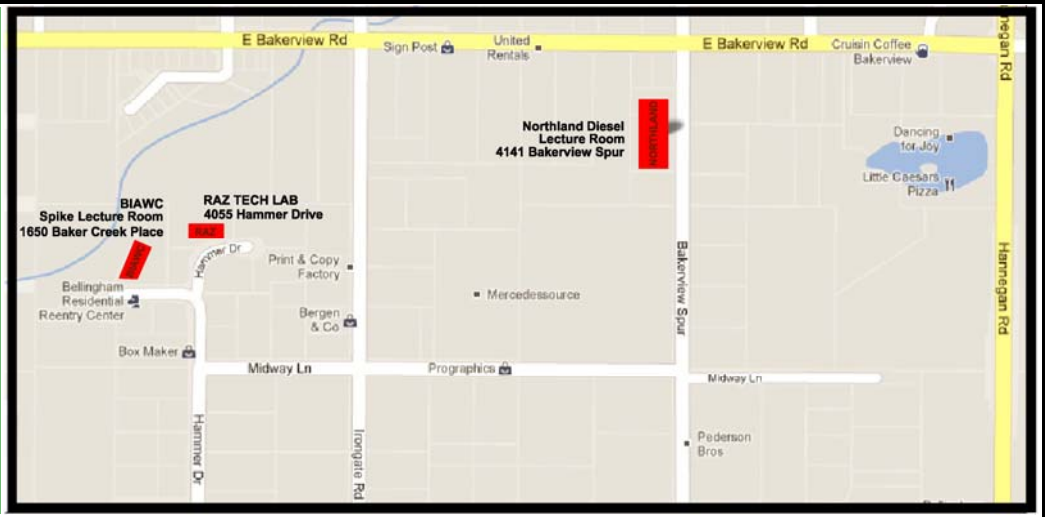 E Bakerview Rd
Sign Post
United
Rentals
E Bakerview Rd
Cruisin Coffee
Bakerview
Hannegan Rd
NORTHLAND
Northland Diesel
Lecture Room
4141 Bakerview Spur
Dancing
for Joy
Little Caesars
Pizza
BIAWC
Spike Lecture Room
1650 Baker Creek Place
RAZ TECH LAB
4055 Hammer Drive
RAZ
BIAWC
Hammer Dr
Print & Copy
Factory
Bakerview Spur
Hannegan Rd
Bellingham
Residential
Reentry Center
Mercedessource
Bergen
& Co
Box Maker
Midway Ln
Prographics
Midway Ln
Hammer Dr
Irongate Rd
Pederson
Bros